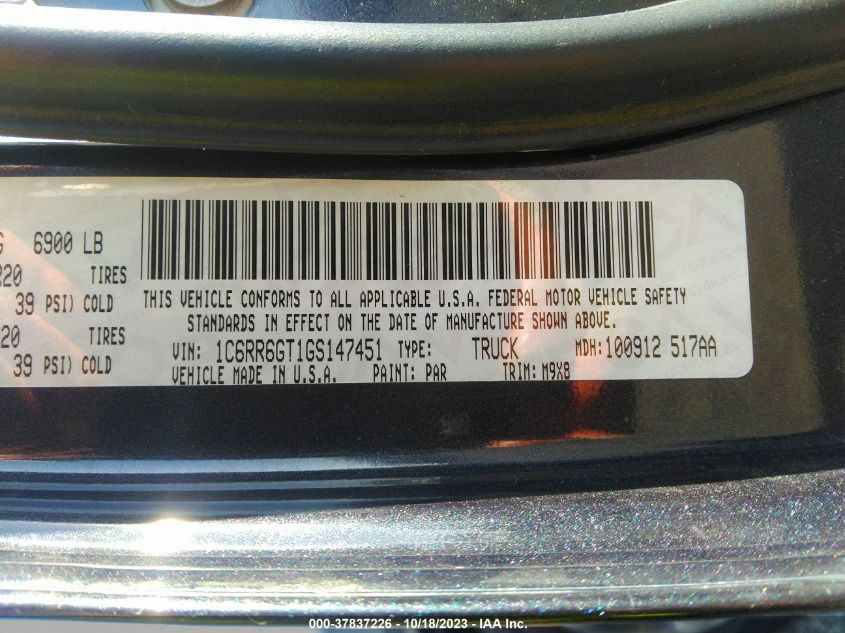 G 6900 LB
R20 TIRES
39 PSI) COLD
20 TIRES
39 PSI) COLD
THIS VEHICLE CONFORMS TO ALL APPLICABLE U.S.A. FEDERAL MOTOR VEHICLE SAFETY
STANDARDS IN EFFECT ON THE DATE OF MANUFACTURE SHOWN ABOVE.
VIN: 1C6RR6GT1GS147451 TYPE: TRUCK MDH: 100912 517AA
VEHICLE MADE IN U.S.A. PAINT: PAR TRIM: M9X8
000-37837226 - 10/18/2023 - IAA Inc.